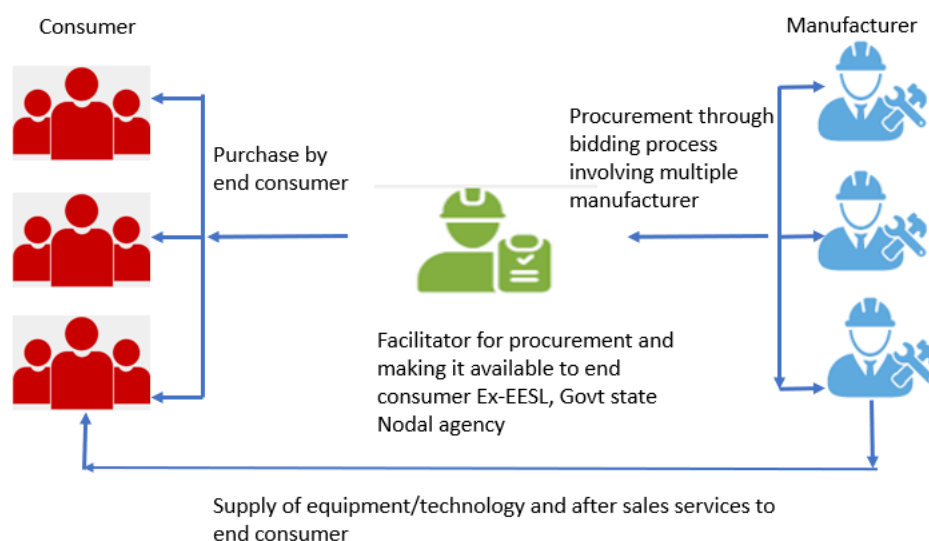 Consumer
Manufacturer
Purchase by
end consumer
Procurement through
bidding process
involving multiple
manufacturer
Facilitator for procurement and
making it available to end
consumer Ex-EESL, Govt state
Nodal agency
Supply of equipment/technology and after sales services to
end consumer